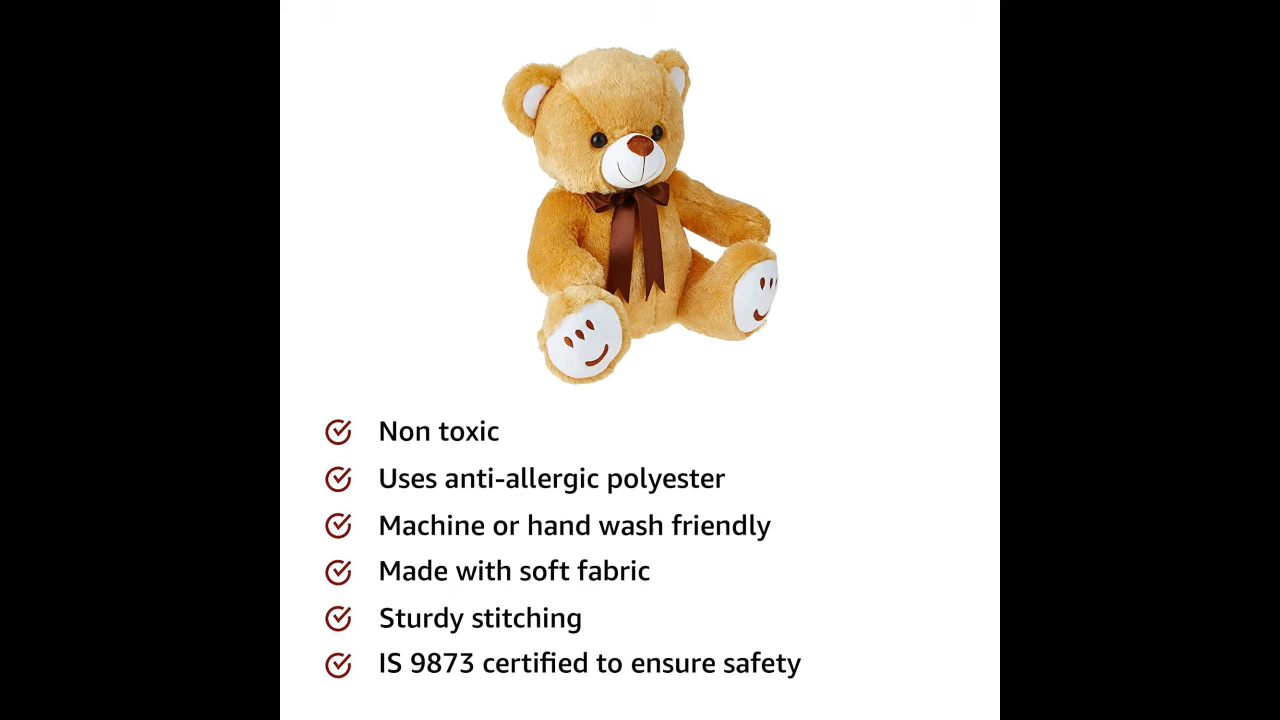 Non toxic
Uses anti-allergic polyester
Machine or hand wash friendly
Made with soft fabric
Sturdy stitching
IS 9873 certified to ensure safety